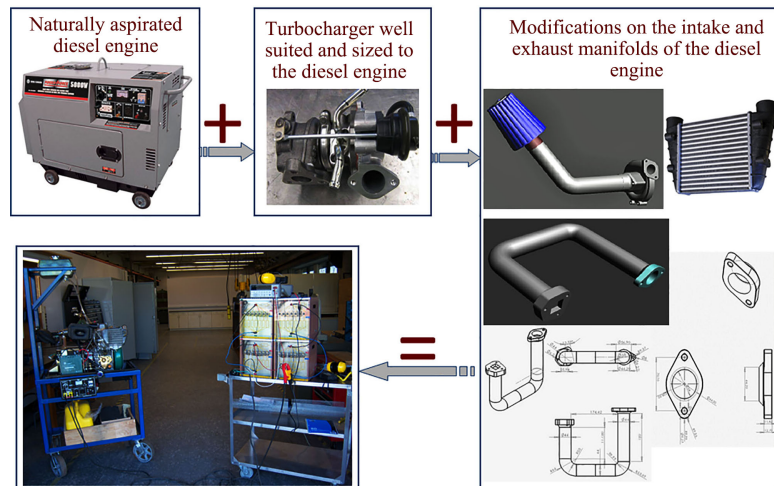 Naturally aspirated
diesel engine
Turbocharger well
suited and sized to
the diesel engine
Modifications on the intake and
exhaust manifolds of the diesel
engine
5000W
+
+
=